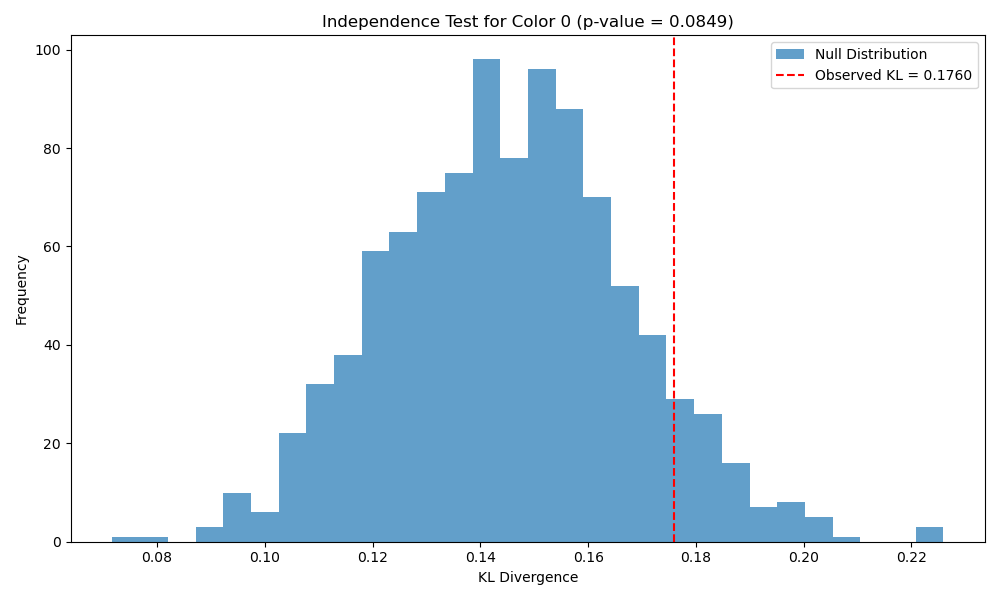 Independence Test for Color 0 (p-value = 0.0849)
Null Distribution
Observed KL = 0.1760
100
80
60
40
20
0
Frequency
0.08 0.10 0.12 0.14 0.16 0.18 0.20 0.22
KL Divergence